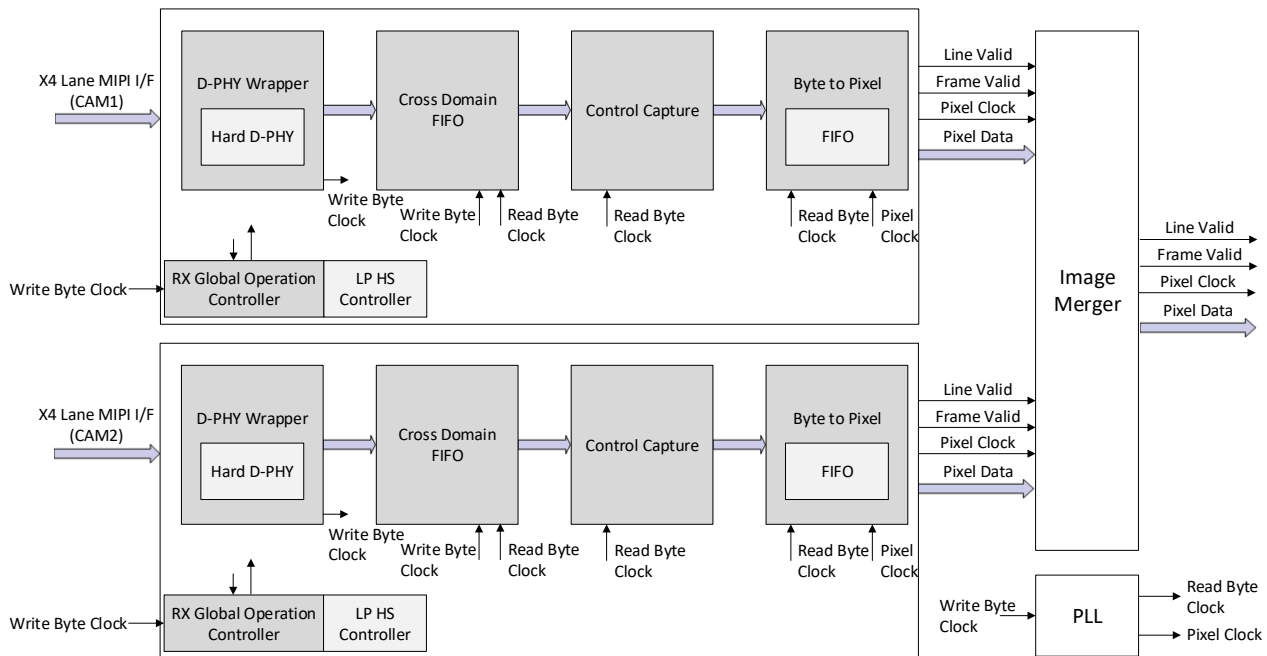 X4 Lane MIPI I/F
(CAM1)
D-PHY Wrapper
Hard D-PHY
Write Byte
Clock
Cross Domain
FIFO
Write Byte
Clock
Read Byte
Clock
Control Capture
Read Byte
Clock
Byte to Pixel
FIFO
Read Byte
Clock
Pixel
Clock
Line Valid
Frame Valid
Pixel Clock
Pixel Data
Write Byte Clock
RX Global Operation
Controller
LP HS
Controller
Image
Merger
Line Valid
Frame Valid
Pixel Clock
Pixel Data
X4 Lane MIPI I/F
(CAM2)
D-PHY Wrapper
Hard D-PHY
Write Byte
Clock
Cross Domain
FIFO
Write Byte
Clock
Read Byte
Clock
Control Capture
Read Byte
Clock
Byte to Pixel
FIFO
Read Byte
Clock
Pixel
Clock
Line Valid
Frame Valid
Pixel Clock
Pixel Data
Write Byte Clock
RX Global Operation
Controller
LP HS
Controller
Write Byte
Clock
PLL
Read Byte
Clock
Pixel Clock